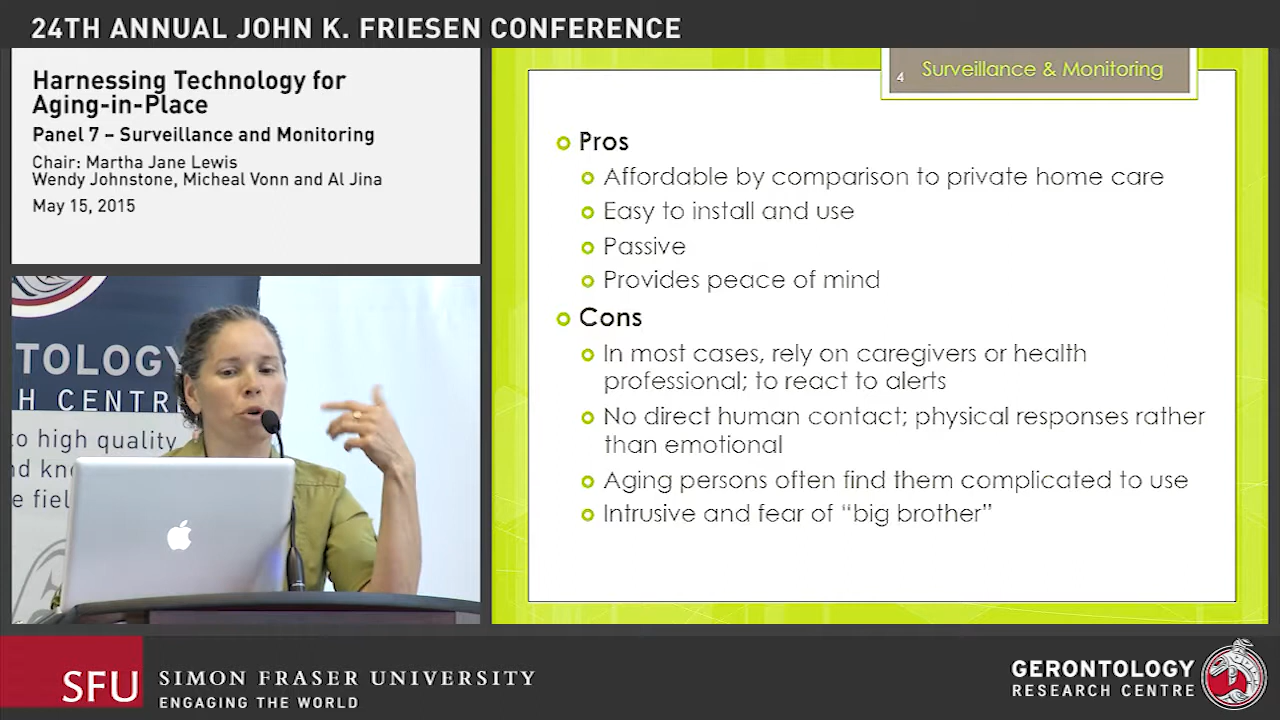 24TH ANNUAL JOHN K. FRIESEN CONFERENCE
Harnessing Technology for
Aging-in-Place
Panel 7 – Surveillance and Monitoring
Chair: Martha Jane Lewis
Wendy Johnstone, Micheal Vonn and Al Jina
May 15, 2015
TOLOGY
H CENTRE
to high quality
nd kno
e fiel
4
Surveillance & Monitoring
Pros
Affordable by comparison to private home care
Easy to install and use
Passive
Provides peace of mind
Cons
In most cases, rely on caregivers or health
professional; to react to alerts
No direct human contact; physical responses rather
than emotional
Aging persons often find them complicated to use
Intrusive and fear of “big brother”
SFU
SIMON FRASER UNIVERSITY
ENGAGING THE WORLD
GERONTOLOGY
RESEARCH CENTRE